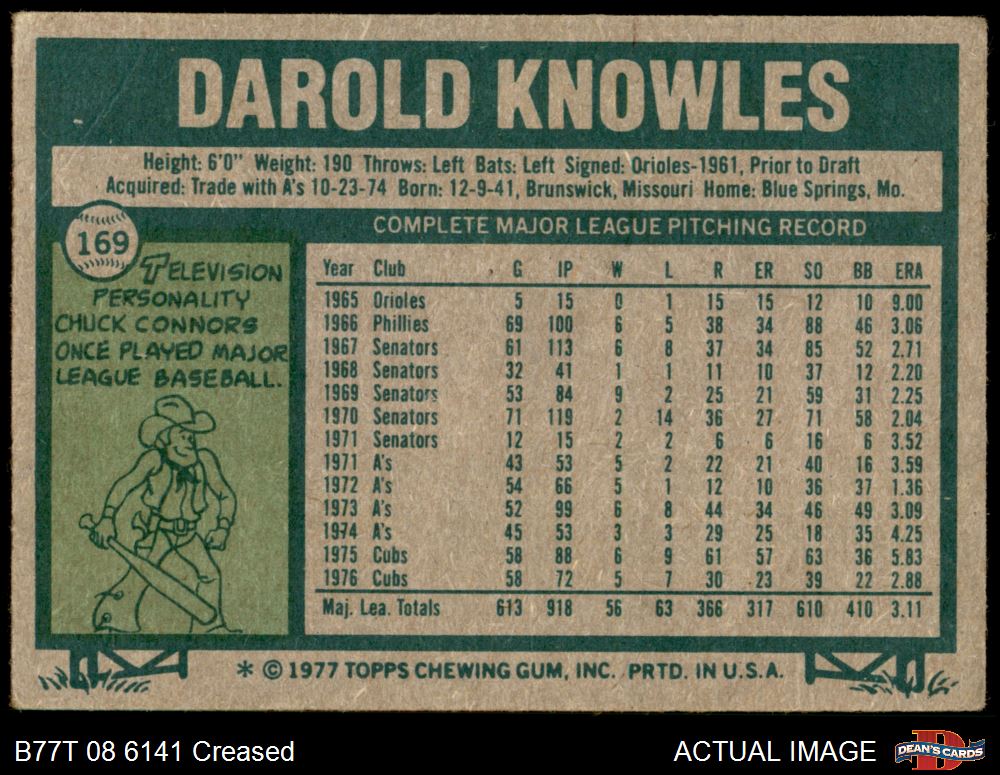 DAROLD KNOWLES
Height: 6'0" Weight: 190 Throws: Left Bats: Left Signed: Orioles-1961, Prior to Draft
Acquired: Trade with A's 10-23-74 Born: 12-9-41, Brunswick, Missouri Home: Blue Springs, Mo.
169
TELEVISION
PERSONALITY
CHUCK CONNORS
ONCE PLAYED MAJOR
LEAGUE BASEBALL.
COMPLETE MAJOR LEAGUE PITCHING RECORD
Year Club G IP W L R ER SO BB ERA
1965 Orioles 5 15 0 1 15 15 12 10 9.00
1966 Phillies 69 100 6 5 38 34 88 46 3.06
1967 Senators 61 113 6 8 37 34 85 52 2.71
1968 Senators 32 41 1 1 11 10 37 12 2.20
1969 Senators 53 84 9 2 25 21 59 31 2.25
1970 Senators 71 119 2 14 36 27 71 58 2.04
1971 Senators 12 15 2 2 6 6 16 6 3.52
1971 A's 43 53 5 2 22 21 40 16 3.59
1972 A's 54 66 5 1 12 10 36 37 1.36
1973 A's 52 99 6 8 44 34 46 49 3.09
1974 A's 45 53 3 3 29 25 18 35 4.25
1975 Cubs 58 88 6 9 61 57 63 36 5.83
1976 Cubs 58 72 5 7 30 23 39 22 2.88
Maj. Lea. Totals 613 918 56 63 366 317 610 410 3.11
* © 1977 TOPPS CHEWING GUM, INC. PRTD. IN U.S.A.
B77T 08 6141 Creased
ACTUAL IMAGE
DEAN'S CARDS